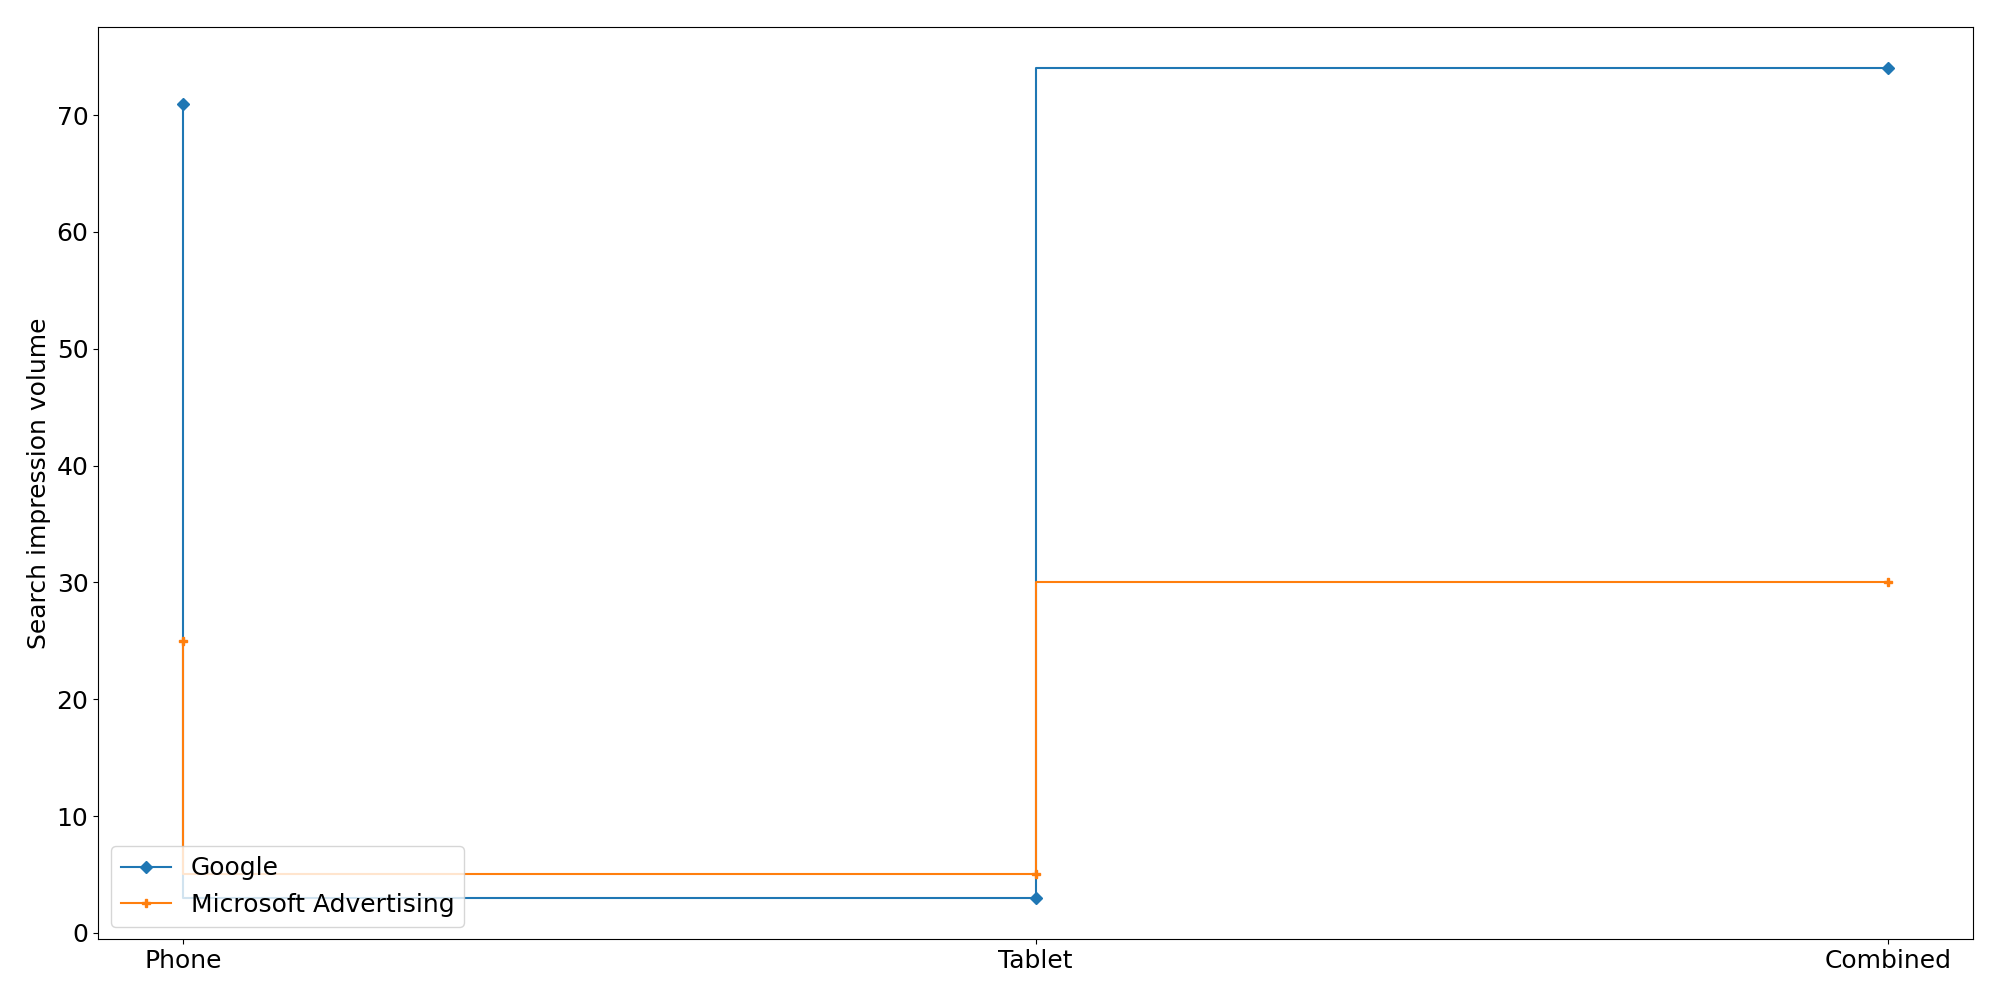 Search impression volume
70
60
50
40
30
20
10
0
Google
Microsoft Advertising
Phone
Tablet
Combined